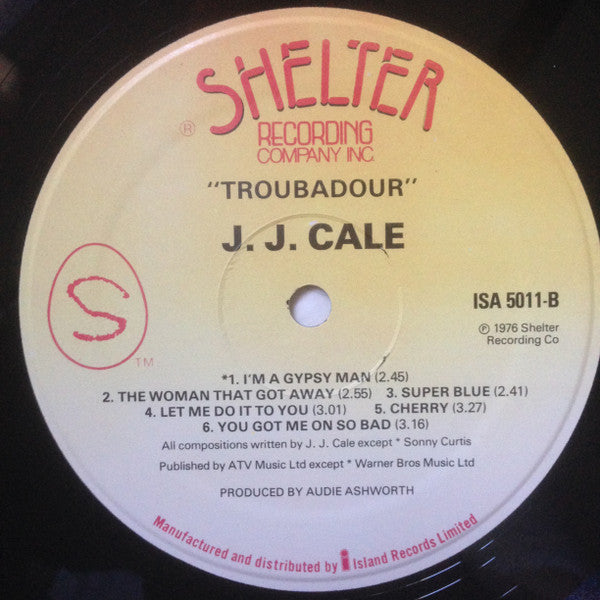 SHELTER
® RECORDING
COMPANY INC.
"TROUBADOUR"
J. J. CALE
S
TM
ISA 5011-B
℗ 1976 Shelter
Recording Co
*1. I'M A GYPSY MAN (2.45)
2. THE WOMAN THAT GOT AWAY (2.55) 3. SUPER BLUE (2.41)
4. LET ME DO IT TO YOU (3.01) 5. CHERRY (3.27)
6. YOU GOT ME ON SO BAD (3.16)
All compositions written by J. J. Cale except * Sonny Curtis
Published by ATV Music Ltd except * Warner Bros Music Ltd
PRODUCED BY AUDIE ASHWORTH
Manufactured and distributed by i Island Records Limited